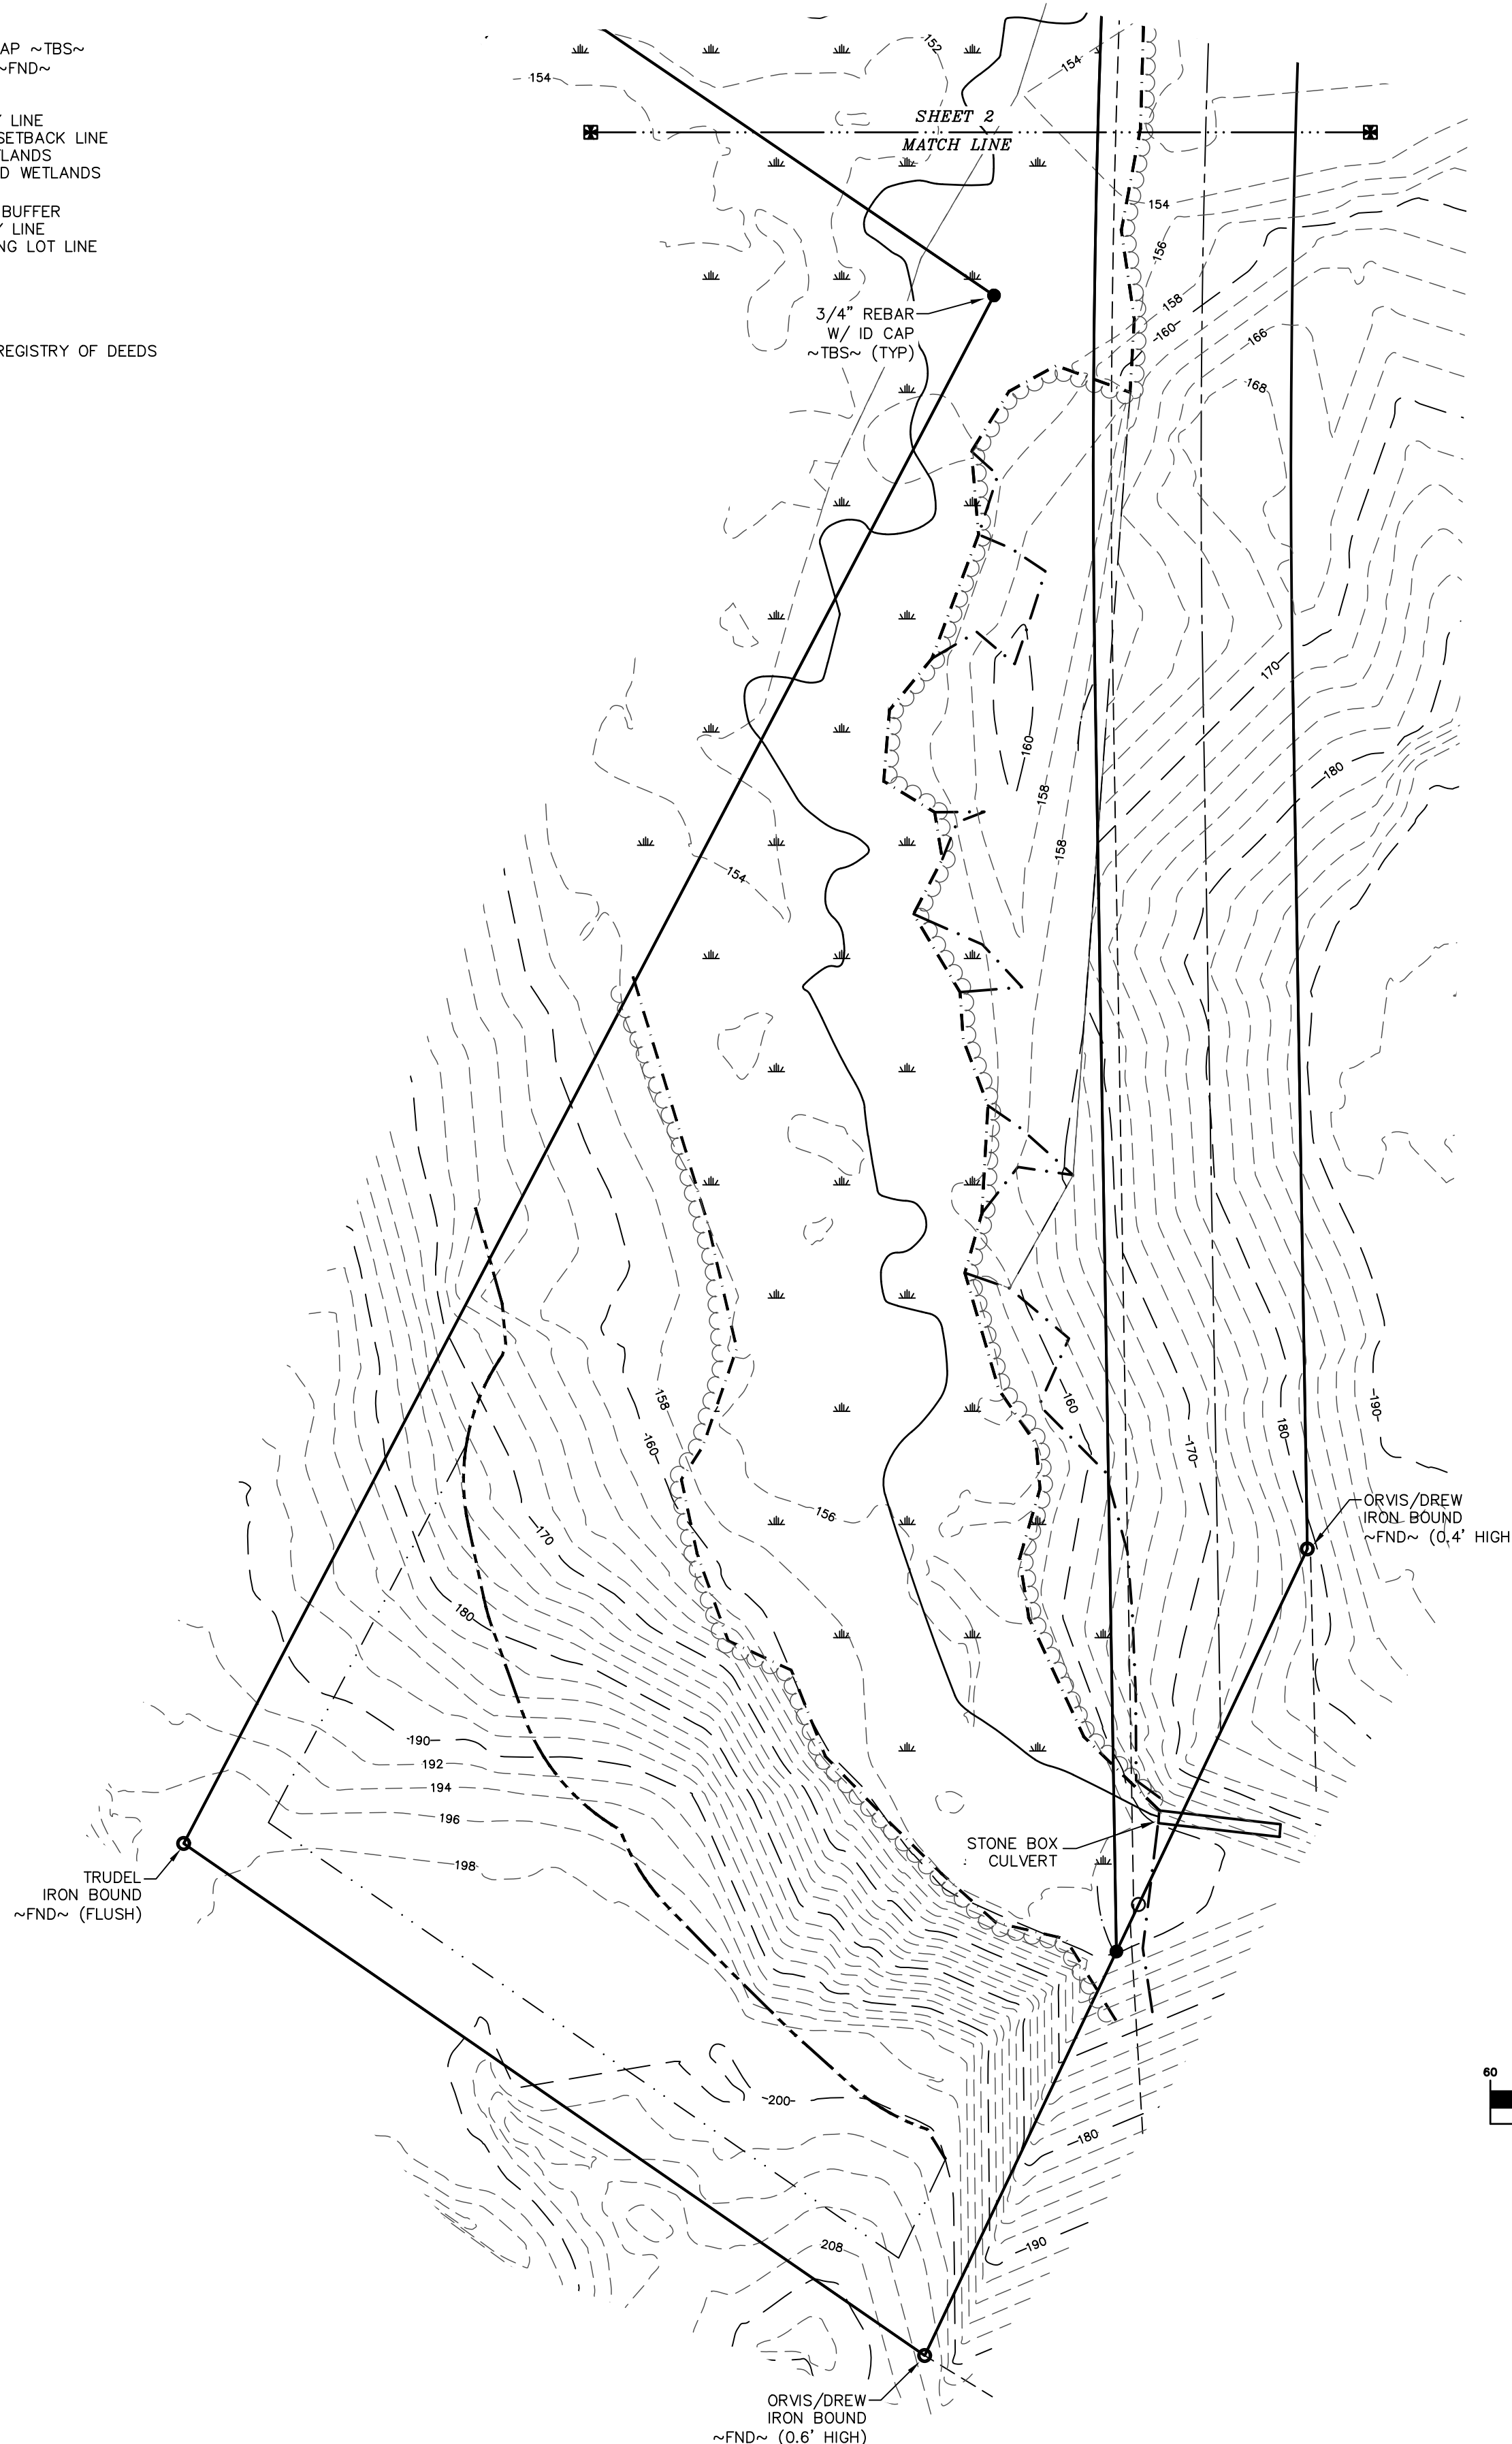 AP ~TBS~
~FND~
LINE
SETBACK LINE
TLANDS
D WETLANDS
BUFFER
LINE
NG LOT LINE
REGISTRY OF DEEDS
152
154
154
SHEET 2
MATCH LINE
154
156
158
160
166
168
3/4" REBAR
W/ ID CAP
~TBS~ (TYP)
170
160
180
158
158
154
158
160
160
170
180
190
156
170
180
ORVIS/DREW
IRON BOUND
~FND~ (0.4' HIGH
190
192
194
196
198
STONE BOX
CULVERT
TRUDEL
IRON BOUND
~FND~ (FLUSH)
60
200
180
190
208
ORVIS/DREW
IRON BOUND
~FND~ (0.6' HIGH)